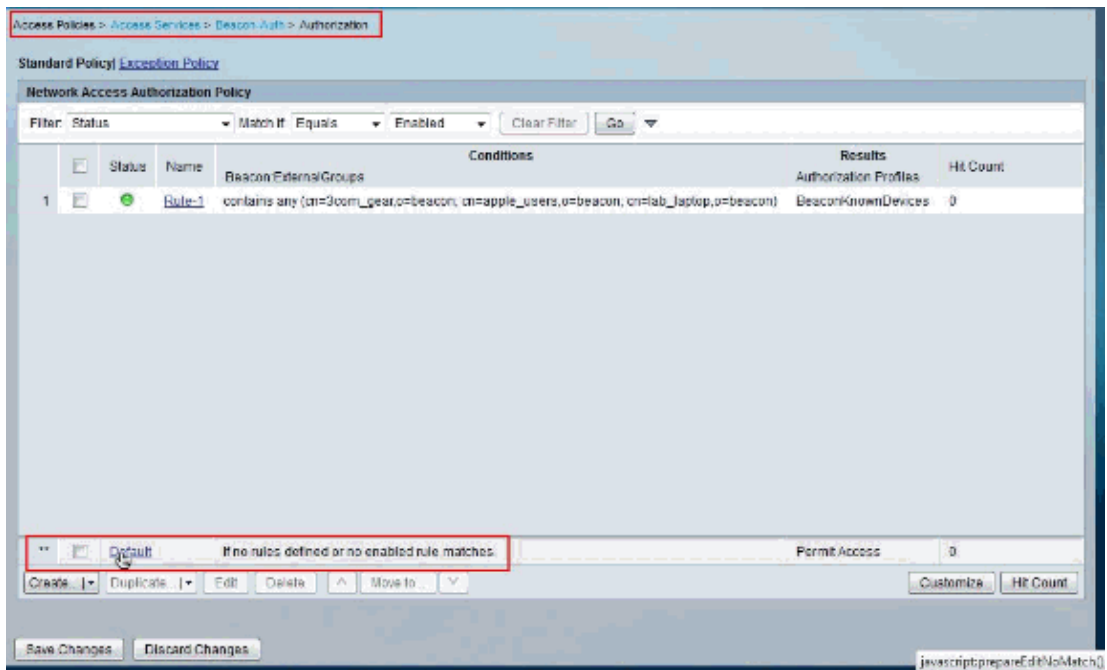 Access Policies > Access Services > Beacon-Auth > Authorization
Standard Policy| Exception Policy
Network Access Authorization Policy
Filter: Status Match if: Equals Enabled Clear Filter Go
Status Name Conditions Results Hit Count
Beacon:ExternalGroups Authorization Profiles
1 Rule-1 contains any (cn=3com_gear,o=beacon, cn=apple_users,o=beacon, cn=lab_laptop,o=beacon) BeaconKnownDevices 0
** Default If no rules defined or no enabled rule matches. Permit Access 0
Create... Duplicate... Edit Delete ^ Move to... Customize Hit Count
Save Changes Discard Changes
javascript:prepareEditNoMatch()